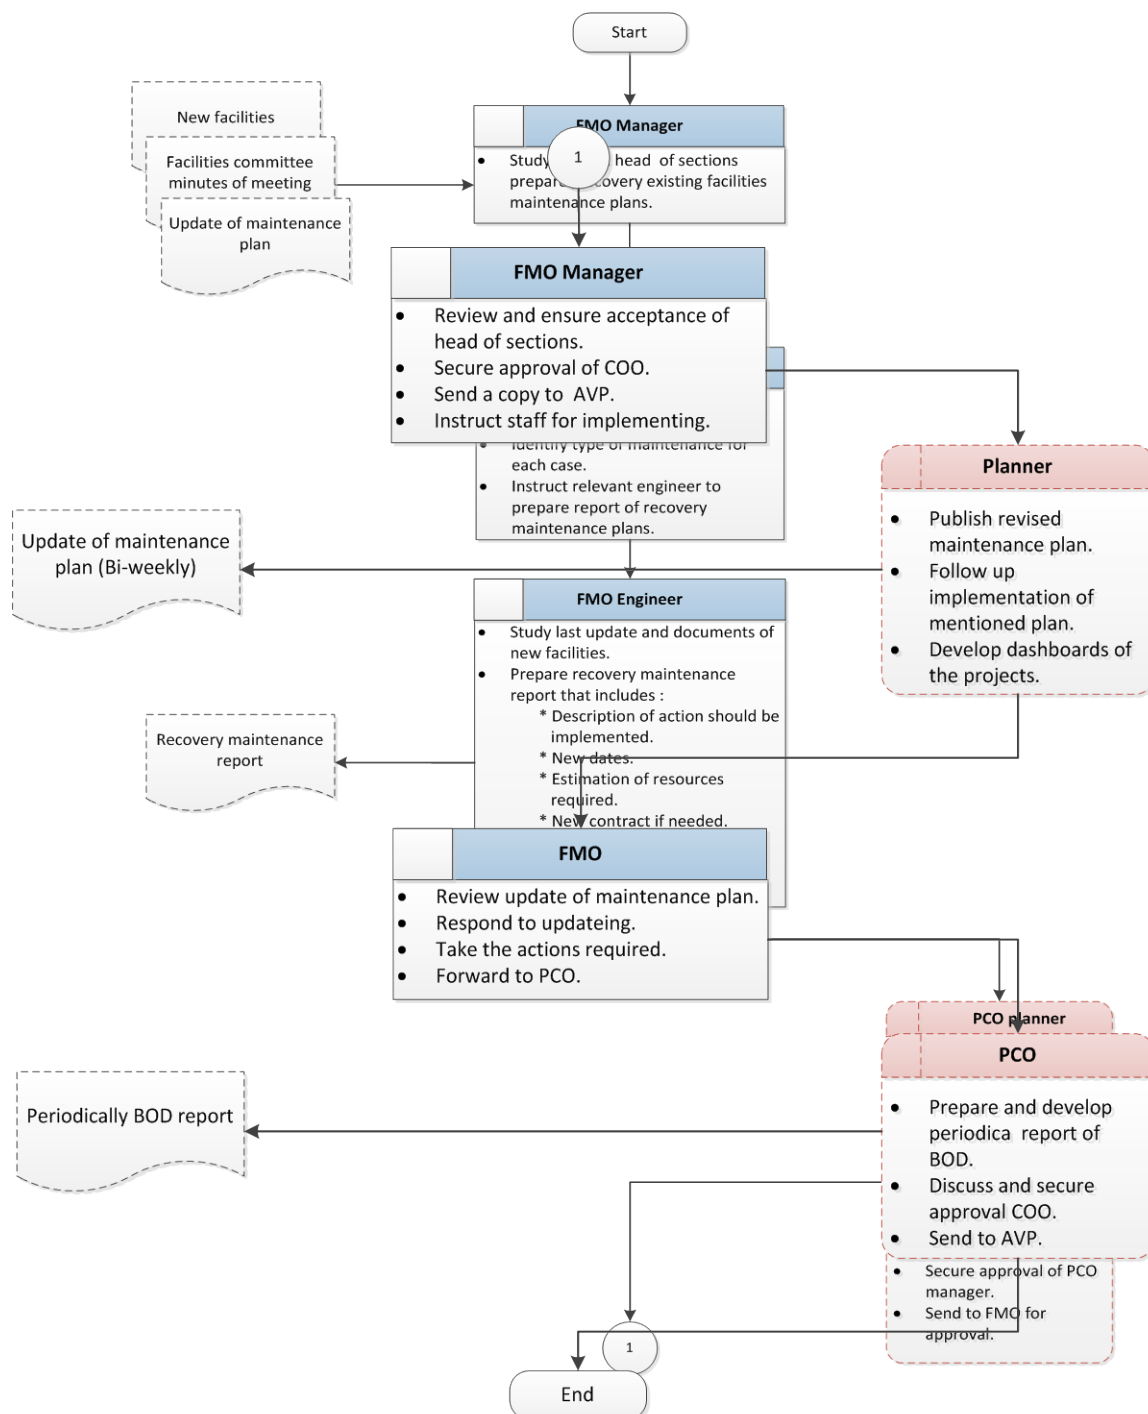 Start
New facilities
Facilities committee
minutes of meeting
Update of maintenance
plan
FMO Manager
1
• Study head of sections
prepare recovery existing facilities
maintenance plans.
FMO Manager
• Review and ensure acceptance of
head of sections.
• Secure approval of COO.
• Send a copy to AVP.
• Instruct staff for implementing.
• Identify type of maintenance for
each case.
• Instruct relevant engineer to
prepare report of recovery
maintenance plans.
Planner
• Publish revised
maintenance plan.
• Follow up
implementation of
mentioned plan.
• Develop dashboards of
the projects.
Update of maintenance
plan (Bi-weekly)
FMO Engineer
• Study last update and documents of
new facilities.
• Prepare recovery maintenance
report that includes :
* Description of action should be
implemented.
* New dates.
* Estimation of resources
required.
* New contract if needed.
Recovery maintenance
report
FMO
• Review update of maintenance plan.
• Respond to updateing.
• Take the actions required.
• Forward to PCO.
PCO planner
PCO
• Prepare and develop
periodica report of
BOD.
• Discuss and secure
approval COO.
• Send to AVP.
• Secure approval of PCO
manager.
• Send to FMO for
approval.
Periodically BOD report
1
End